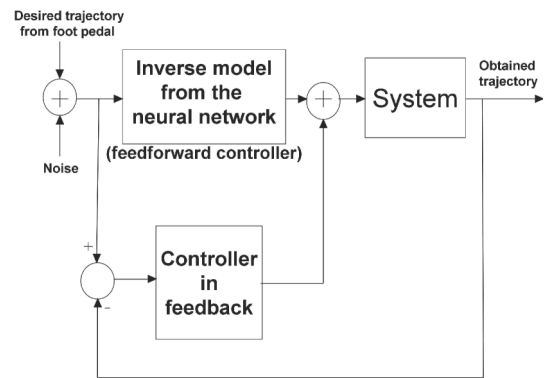 Desired trajectory
from foot pedal
Inverse model
from the
neural network
(feedforward controller)
+
+
System
Obtained
trajectory
Noise
+
-
Controller
in
feedback